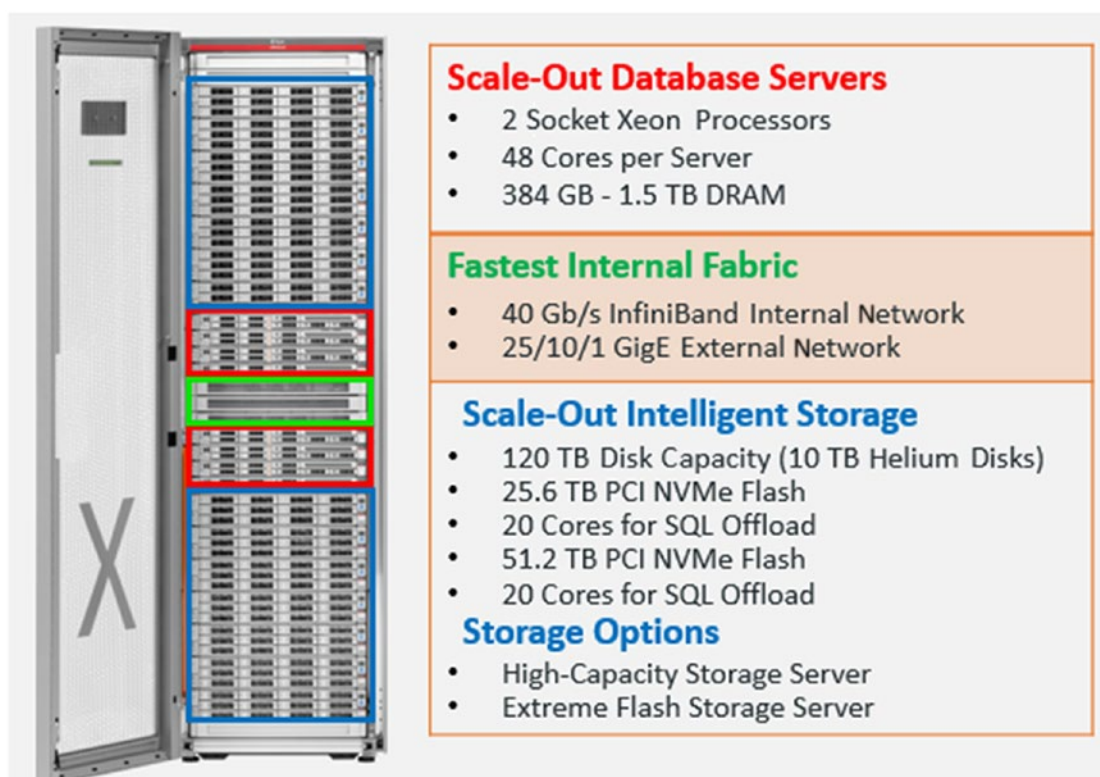 Scale-Out Database Servers
• 2 Socket Xeon Processors
• 48 Cores per Server
• 384 GB - 1.5 TB DRAM
Fastest Internal Fabric
• 40 Gb/s InfiniBand Internal Network
• 25/10/1 GigE External Network
Scale-Out Intelligent Storage
• 120 TB Disk Capacity (10 TB Helium Disks)
• 25.6 TB PCI NVMe Flash
• 20 Cores for SQL Offload
• 51.2 TB PCI NVMe Flash
• 20 Cores for SQL Offload
Storage Options
• High-Capacity Storage Server
• Extreme Flash Storage Server
X